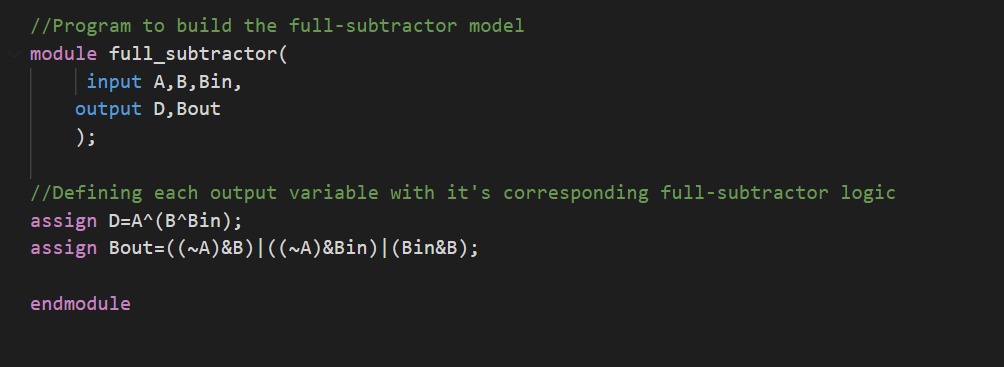 //Program to build the full-subtractor model
module full_subtractor(
input A,B,Bin,
output D,Bout
);
//Defining each output variable with it's corresponding full-subtractor logic
assign D=A^(B^Bin);
assign Bout=((~A)&B)|((~A)&Bin)|(Bin&B);
endmodule